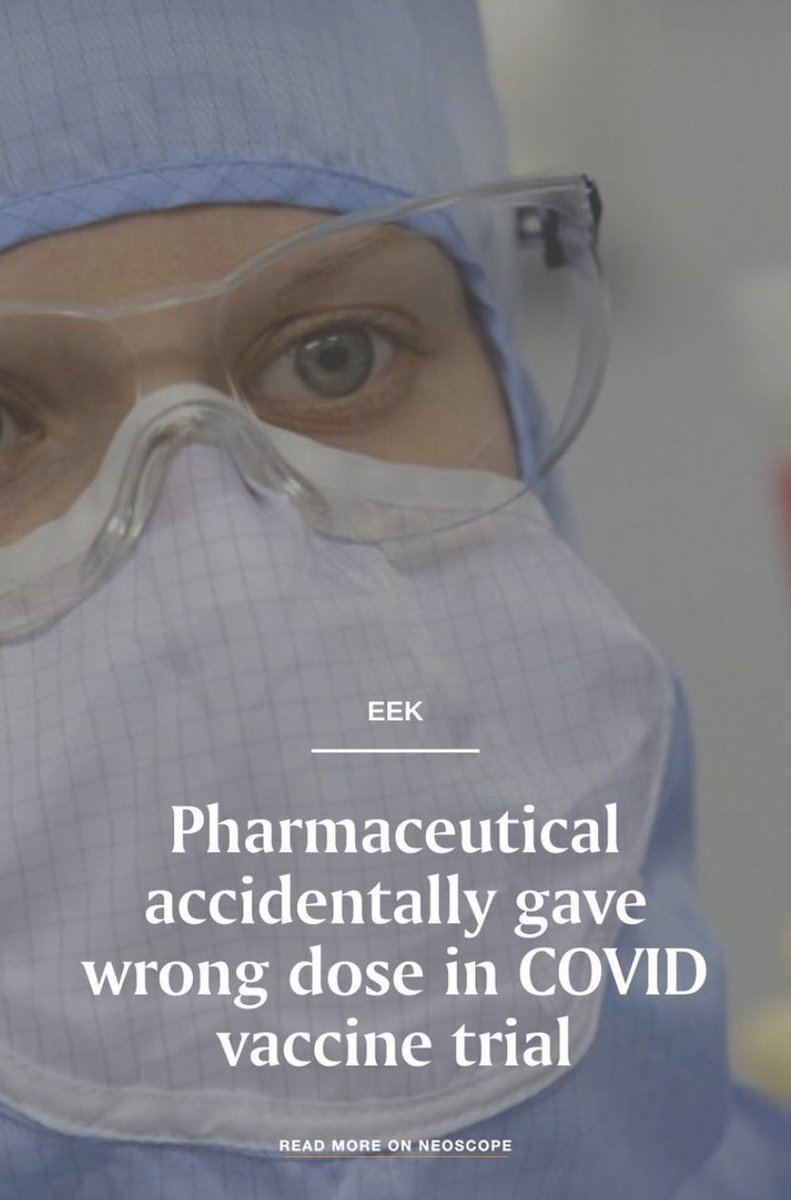 EEK
Pharmaceutical
accidentally gave
wrong dose in COVID
vaccine trial
READ MORE ON NEOSCOPE